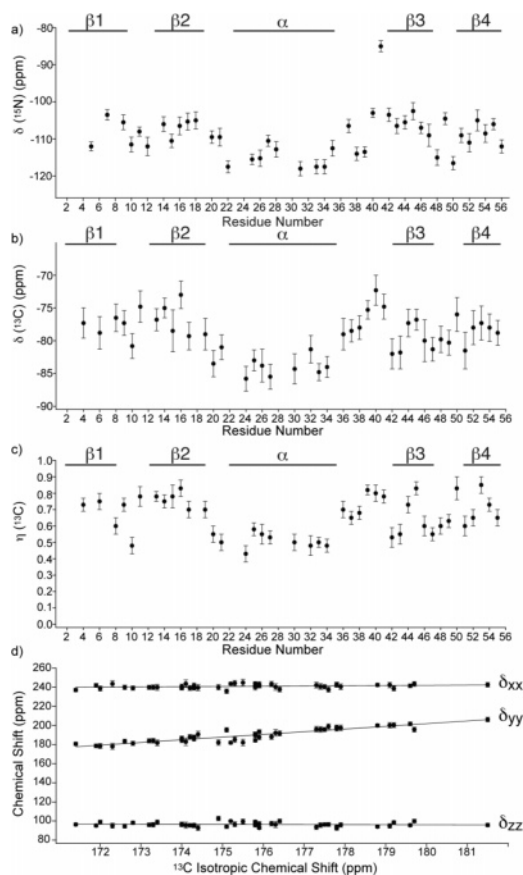 a)
β1 β2 α β3 β4
δ (¹⁵N) (ppm)
-80
-90
-100
-110
-120
2 4 6 8 10 12 14 16 18 20 22 24 26 28 30 32 34 36 38 40 42 44 46 48 50 52 54 56
Residue Number
b)
β1 β2 α β3 β4
δ (¹³C) (ppm)
-70
-75
-80
-85
-90
2 4 6 8 10 12 14 16 18 20 22 24 26 28 30 32 34 36 38 40 42 44 46 48 50 52 54 56
Residue Number
c)
β1 β2 α β3 β4
η (¹³C)
1.0
0.9
0.8
0.7
0.6
0.5
0.4
0.3
0.2
0.1
0.0
2 4 6 8 10 12 14 16 18 20 22 24 26 28 30 32 34 36 38 40 42 44 46 48 50 52 54 56
Residue Number
d)
Chemical Shift (ppm)
260
240
220
200
180
160
140
120
100
80
δxx
δyy
δzz
172 173 174 175 176 177 178 179 180 181
¹³C Isotropic Chemical Shift (ppm)